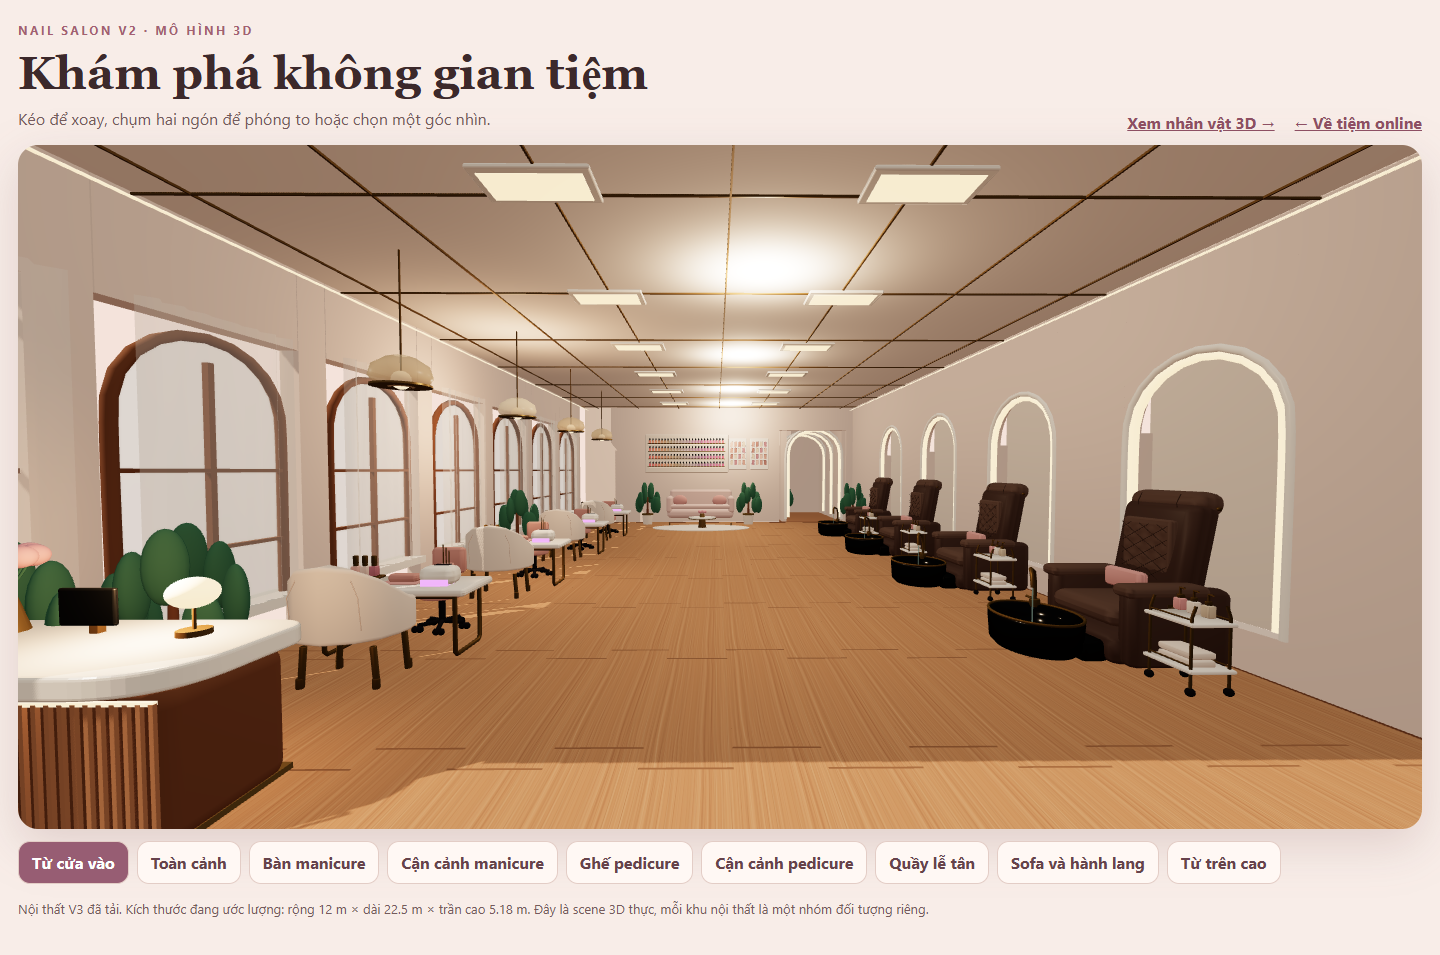 NAIL SALON V2 · MÔ HÌNH 3D
Khám phá không gian tiệm
Kéo để xoay, chụm hai ngón để phóng to hoặc chọn một góc nhìn.
Xem nhân vật 3D → ← Về tiệm online
Từ cửa vào Toàn cảnh Bàn manicure Cận cảnh manicure Ghế pedicure Cận cảnh pedicure Quầy lễ tân Sofa và hành lang Từ trên cao
Nội thất V3 đã tải. Kích thước đang ước lượng: rộng 12 m × dài 22.5 m × trần cao 5.18 m. Đây là scene 3D thực, mỗi khu nội thất là một nhóm đối tượng riêng.